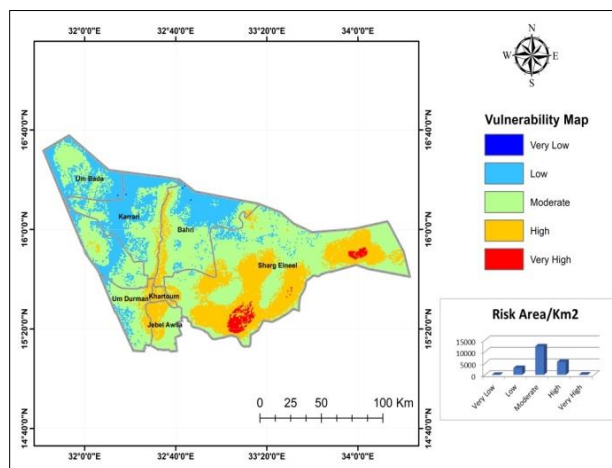 32°0'0"E 32°40'0"E 33°20'0"E 34°0'0"E
N
W E
S
16°40'0"N 16°40'0"N
Vulnerability Map
Very Low
Low
Moderate
High
Very High
Um Bada
Karrari
Bahri
16°0'0"N 16°0'0"N
Sharg Elneel
Um Durman
Khartoum
Jebel Awlia
15°20'0"N 15°20'0"N
Risk Area/Km2
15000
10000
5000
0
Very Low
Low
Moderate
High
Very High
0 25 50 100 Km
14°40'0"N 14°40'0"N
32°0'0"E 32°40'0"E 33°20'0"E 34°0'0"E